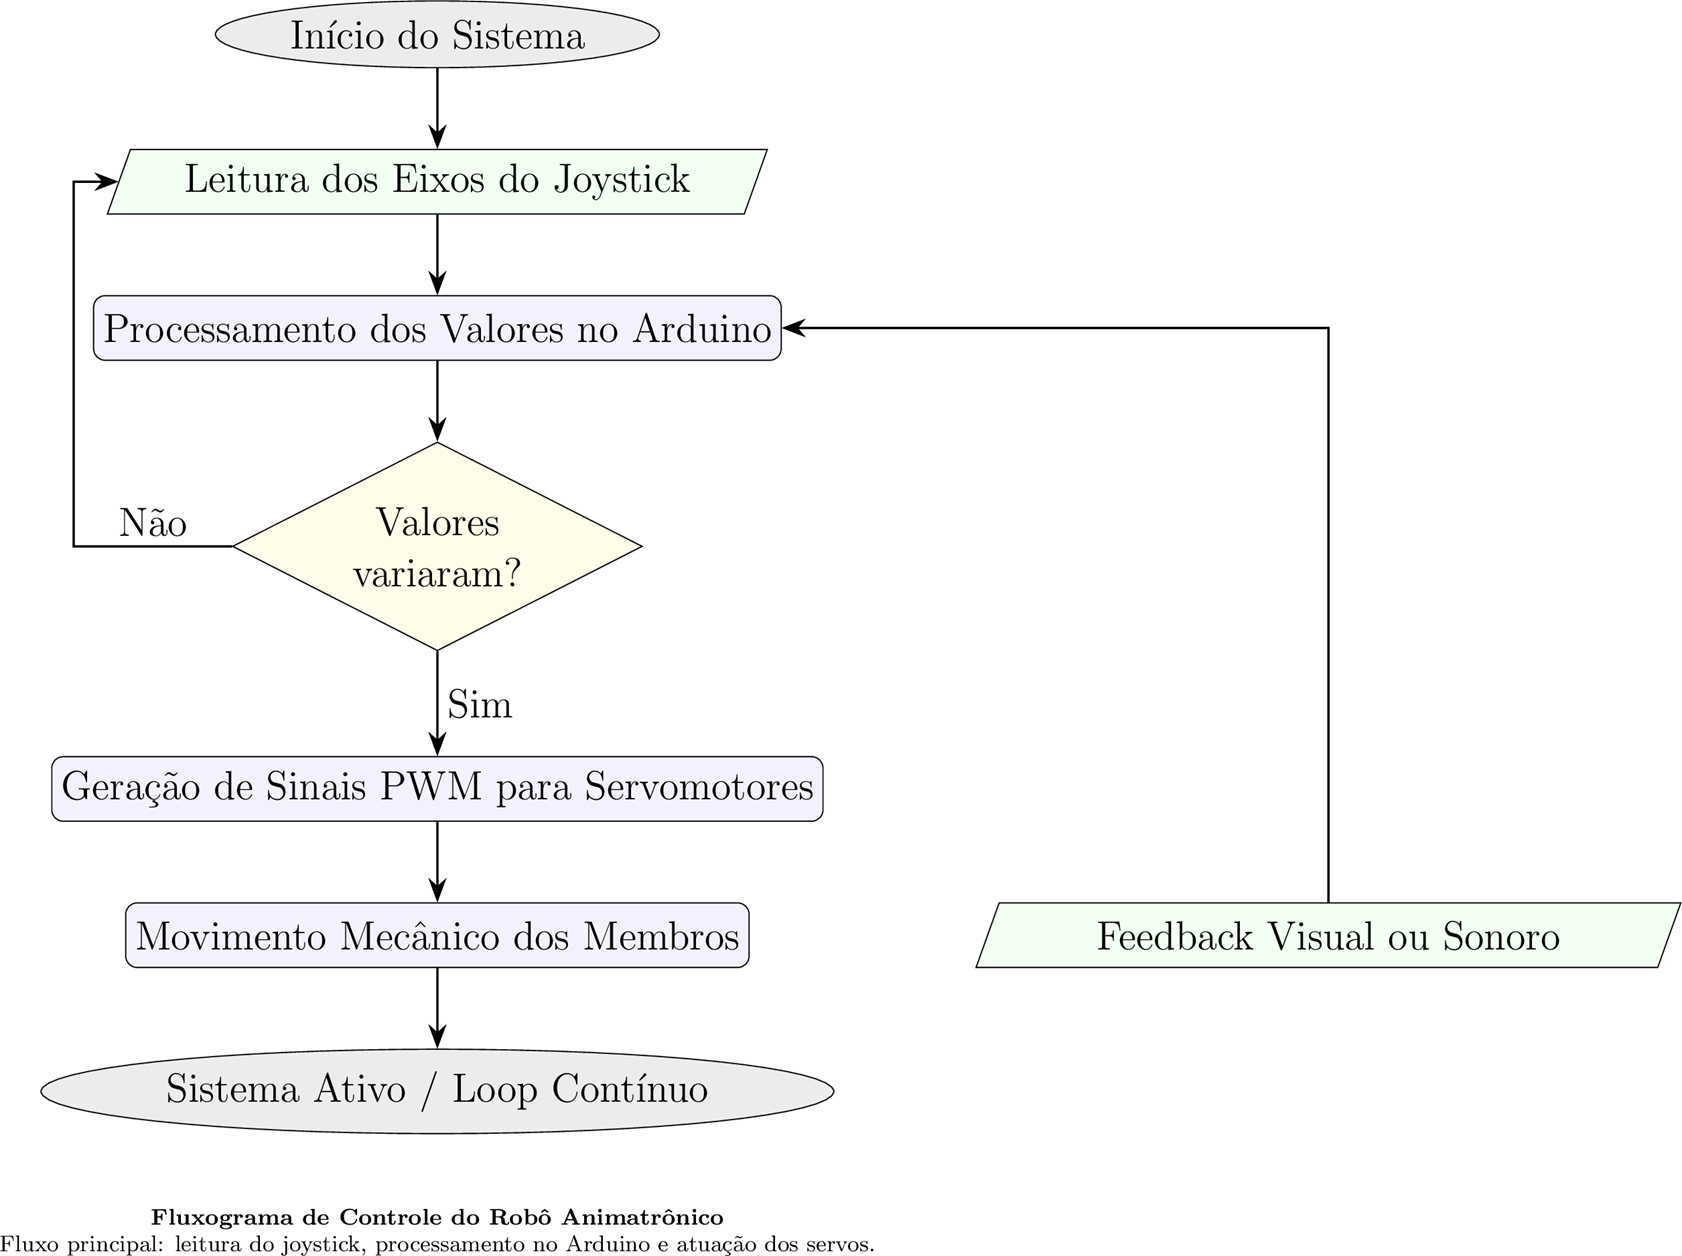 Início do Sistema
Leitura dos Eixos do Joystick
Processamento dos Valores no Arduino
Não
Valores
variaram?
Sim
Geração de Sinais PWM para Servomotores
Movimento Mecânico dos Membros
Feedback Visual ou Sonoro
Sistema Ativo / Loop Contínuo
Fluxograma de Controle do Robô Animatrônico
Fluxo principal: leitura do joystick, processamento no Arduino e atuação dos servos.